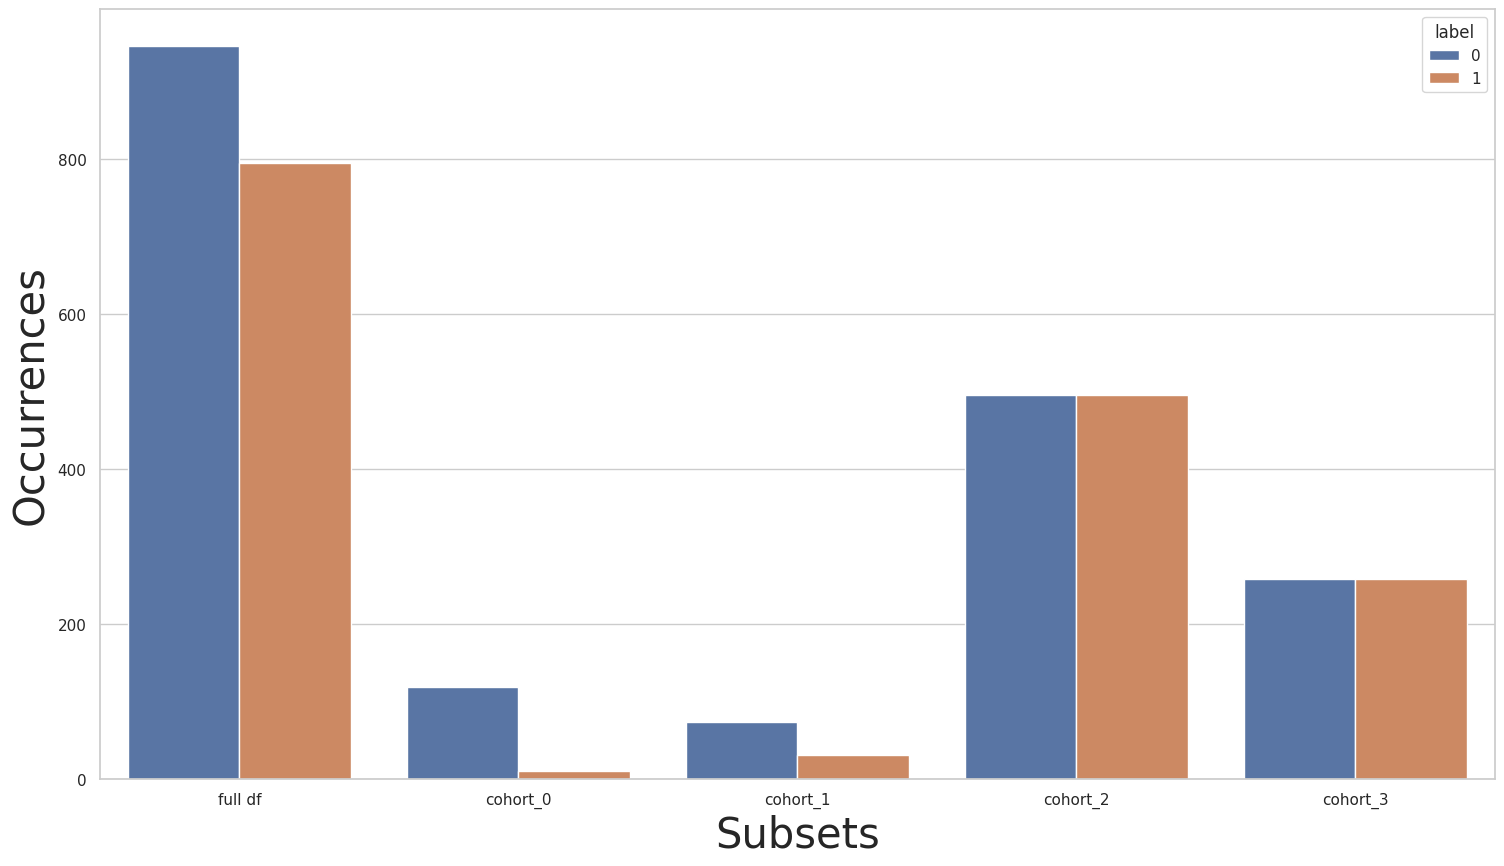 label
0
1
800
600
400
200
0
Occurrences
full df
cohort_0
cohort_1
cohort_2
cohort_3
Subsets